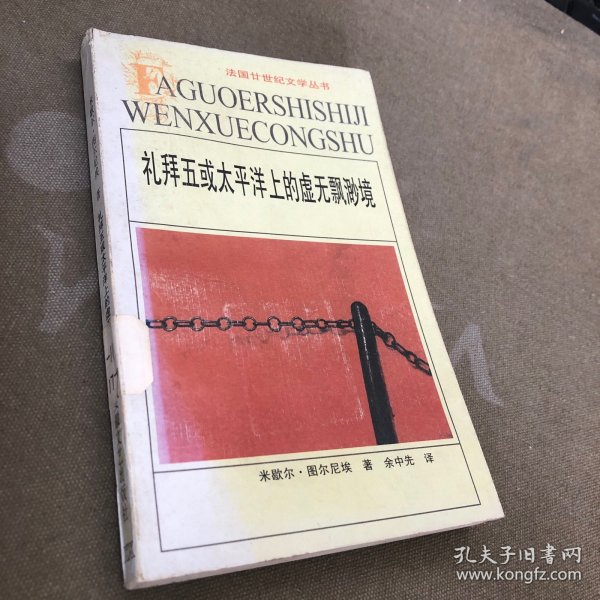 法国廿世纪文学丛书
FAGUOERSHISHIJI
WENXUECONGSHU
礼拜五或太平洋上的虚无飘渺境
米歇尔·图尔尼埃 著 余中先 译
孔夫子旧书网
www.kongfz.com